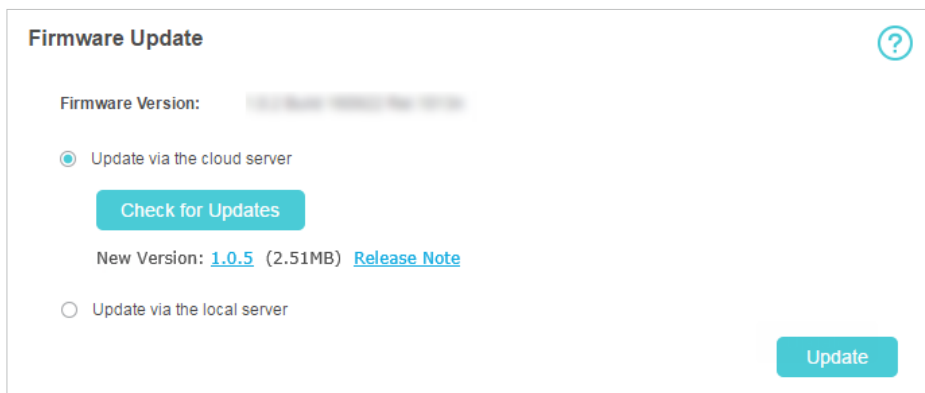 Firmware Update
?
Firmware Version:
Update via the cloud server
Check for Updates
New Version: 1.0.5 (2.51MB) Release Note
Update via the local server
Update